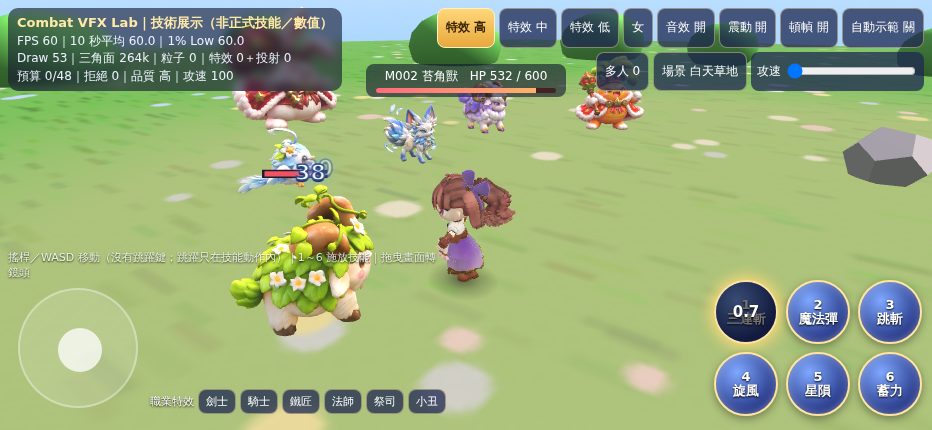 Combat VFX Lab｜技術展示（非正式技能／數值）
FPS 60｜10 秒平均 60.0｜1% Low 60.0
Draw 53｜三角面 264k｜粒子 0｜特效 0＋投射 0
預算 0/48｜拒絕 0｜品質 高｜攻速 100
特效 高
特效 中
特效 低
女
音效 開
震動 開
頓幀 開
自動示範 關
M002 苔角獸 HP 532 / 600
多人 0
場景 白天草地
攻速
38
搖桿／WASD 移動（沒有跳躍鍵；跳躍只在技能動作內）｜1～6 施放技能｜拖曳畫面轉
鏡頭
1
三連斬
0.7
2
魔法彈
3
跳斬
4
旋風
5
星隕
6
蓄力
職業特效
劍士
騎士
鐵匠
法師
祭司
小丑